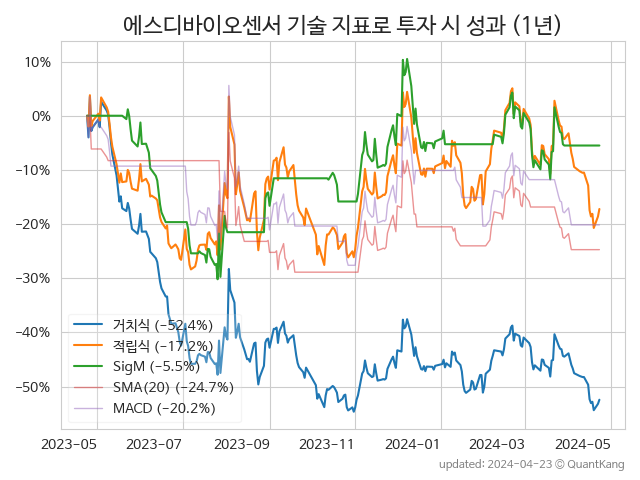 에스디바이오센서 기술 지표로 투자 시 성과 (1년)
10%
0%
−10%
−20%
−30%
−40%
−50%
거치식 (−52.4%)
적립식 (−17.2%)
SigM (−5.5%)
SMA(20) (−24.7%)
MACD (−20.2%)
2023-05 2023-07 2023-09 2023-11 2024-01 2024-03 2024-05
updated: 2024-04-23 © QuantKang